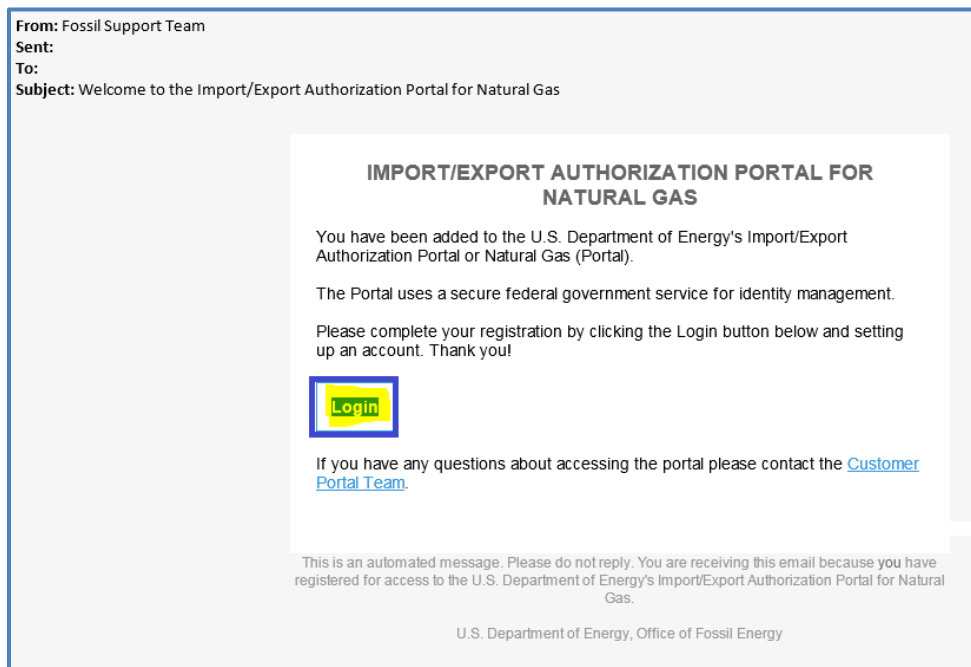 From: Fossil Support Team
Sent:
To:
Subject: Welcome to the Import/Export Authorization Portal for Natural Gas
IMPORT/EXPORT AUTHORIZATION PORTAL FOR
NATURAL GAS
You have been added to the U.S. Department of Energy's Import/Export
Authorization Portal or Natural Gas (Portal).
The Portal uses a secure federal government service for identity management.
Please complete your registration by clicking the Login button below and setting
up an account. Thank you!
Login
If you have any questions about accessing the portal please contact the Customer
Portal Team.
This is an automated message. Please do not reply. You are receiving this email because you have
registered for access to the U.S. Department of Energy's Import/Export Authorization Portal for Natural
Gas.
U.S. Department of Energy, Office of Fossil Energy